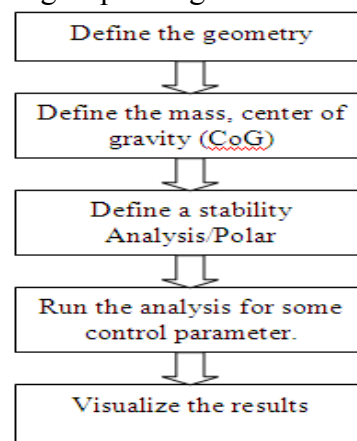 Define the geometry
Define the mass, center of
gravity (CoG)
Define a stability
Analysis/Polar
Run the analysis for some
control parameter.
Visualize the results